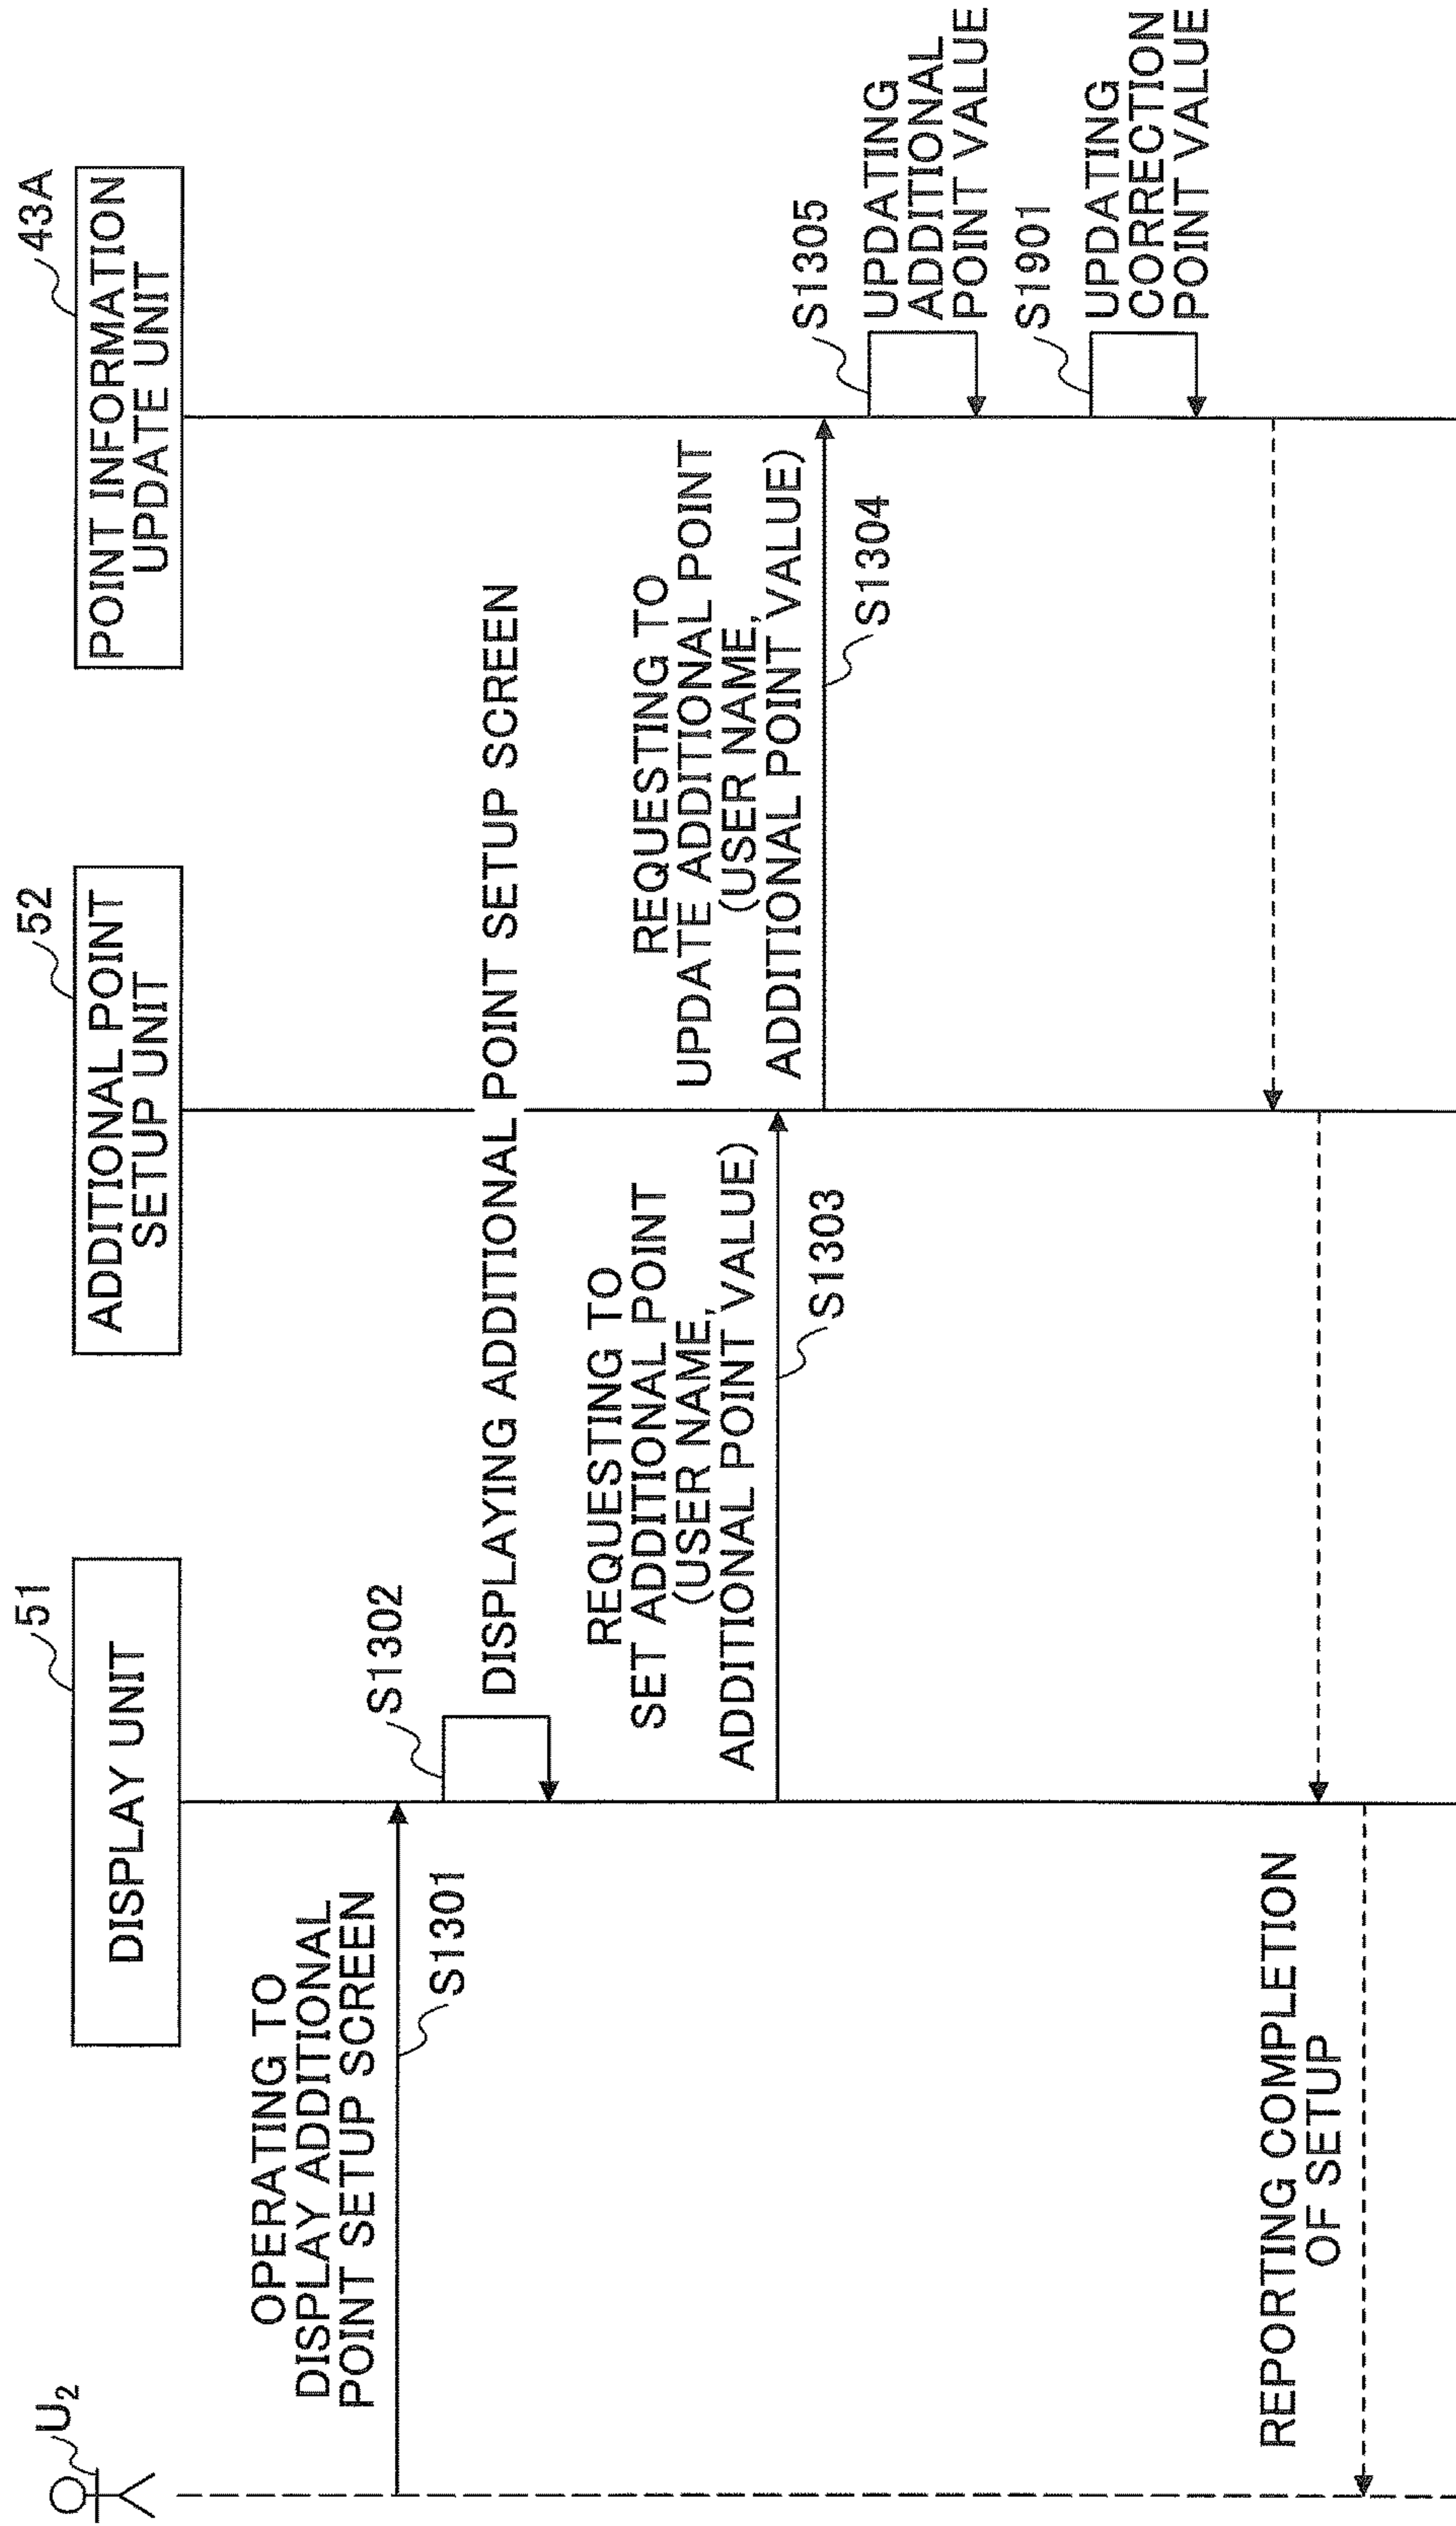 U2
51
DISPLAY UNIT
52
ADDITIONAL POINT
SETUP UNIT
43A
POINT INFORMATION
UPDATE UNIT
OPERATING TO
DISPLAY ADDITIONAL
POINT SETUP SCREEN
S1301
S1302
DISPLAYING ADDITIONAL POINT SETUP SCREEN
REQUESTING TO
SET ADDITIONAL POINT
(USER NAME,
ADDITIONAL POINT VALUE)
S1303
REQUESTING TO
UPDATE ADDITIONAL POINT
(USER NAME,
ADDITIONAL POINT VALUE)
S1304
S1305
UPDATING
ADDITIONAL
POINT VALUE
S1901
UPDATING
CORRECTION
POINT VALUE
REPORTING COMPLETION
OF SETUP